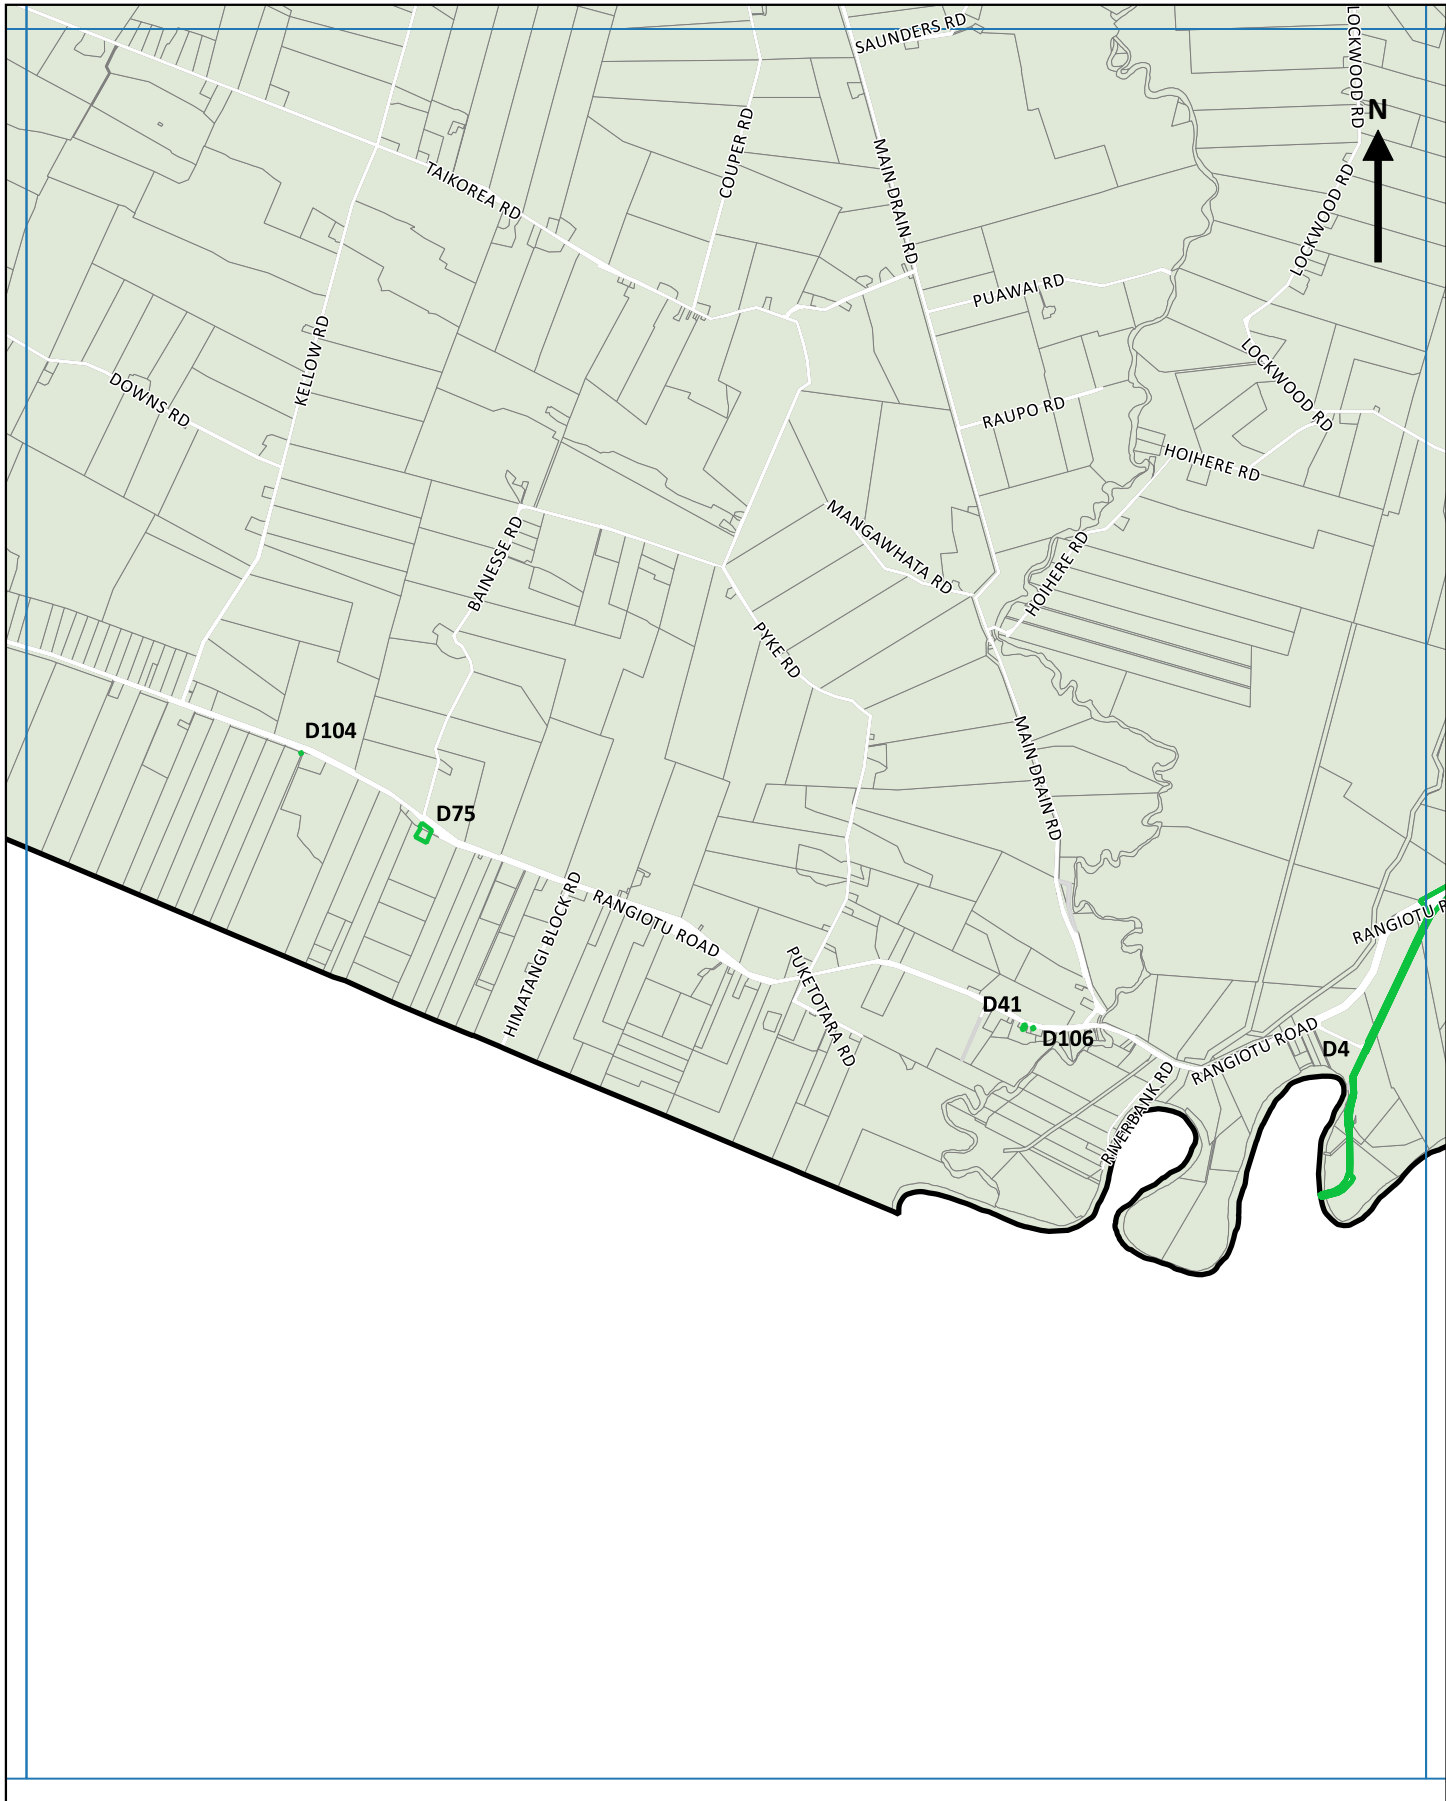 SAUNDERS RD
LOCKWOOD RD
N
COUPER RD
MAIN DRAIN RD
TAIKOREA RD
LOCKWOOD RD
PUAWAI RD
KELLOW RD
DOWNS RD
LOCKWOOD RD
RAUPO RD
HOIHERE RD
BAINESSE RD
MANGAWHATA RD
HOIHERE RD
PYKE RD
D104
MAIN DRAIN RD
D75
HIMATANGI BLOCK RD
RANGIOTU ROAD
RANGIOTU R
PUKETOTARA RD
D41
D106
RANGIOTU ROAD
D4
RIVERBANK RD